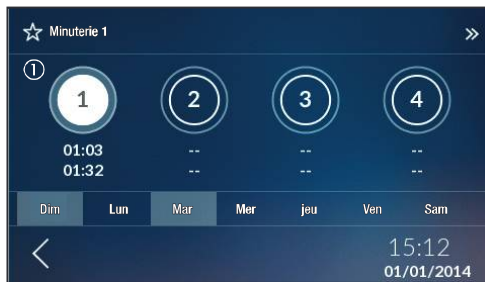 Minuterie 1
①
1 2 3 4
01:03 -- -- --
01:32 -- -- --
Dim Lun Mar Mer jeu Ven Sam
15:12
01/01/2014